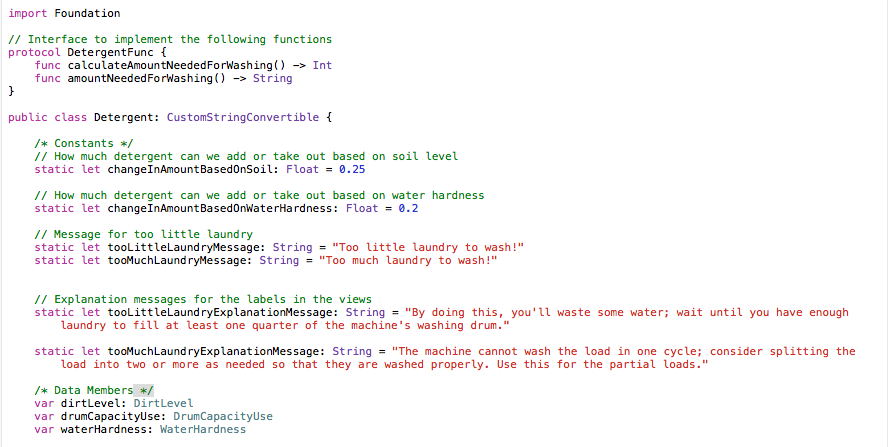 import Foundation
// Interface to implement the following functions
protocol DetergentFunc {
func calculateAmountNeededForWashing() -> Int
func amountNeededForWashing() -> String
}
public class Detergent: CustomStringConvertible {
/* Constants */
// How much detergent can we add or take out based on soil level
static let changeInAmountBasedOnSoil: Float = 0.25
// How much detergent can we add or take out based on water hardness
static let changeInAmountBasedOnWaterHardness: Float = 0.2
// Message for too little laundry
static let tooLittleLaundryMessage: String = "Too little laundry to wash!"
static let tooMuchLaundryMessage: String = "Too much laundry to wash!"
// Explanation messages for the labels in the views
static let tooLittleLaundryExplanationMessage: String = "By doing this, you'll waste some water; wait until you have enough
laundry to fill at least one quarter of the machine's washing drum."
static let tooMuchLaundryExplanationMessage: String = "The machine cannot wash the load in one cycle; consider splitting the
load into two or more as needed so that they are washed properly. Use this for the partial loads."
/* Data Members */
var dirtLevel: DirtLevel
var drumCapacityUse: DrumCapacityUse
var waterHardness: WaterHardness